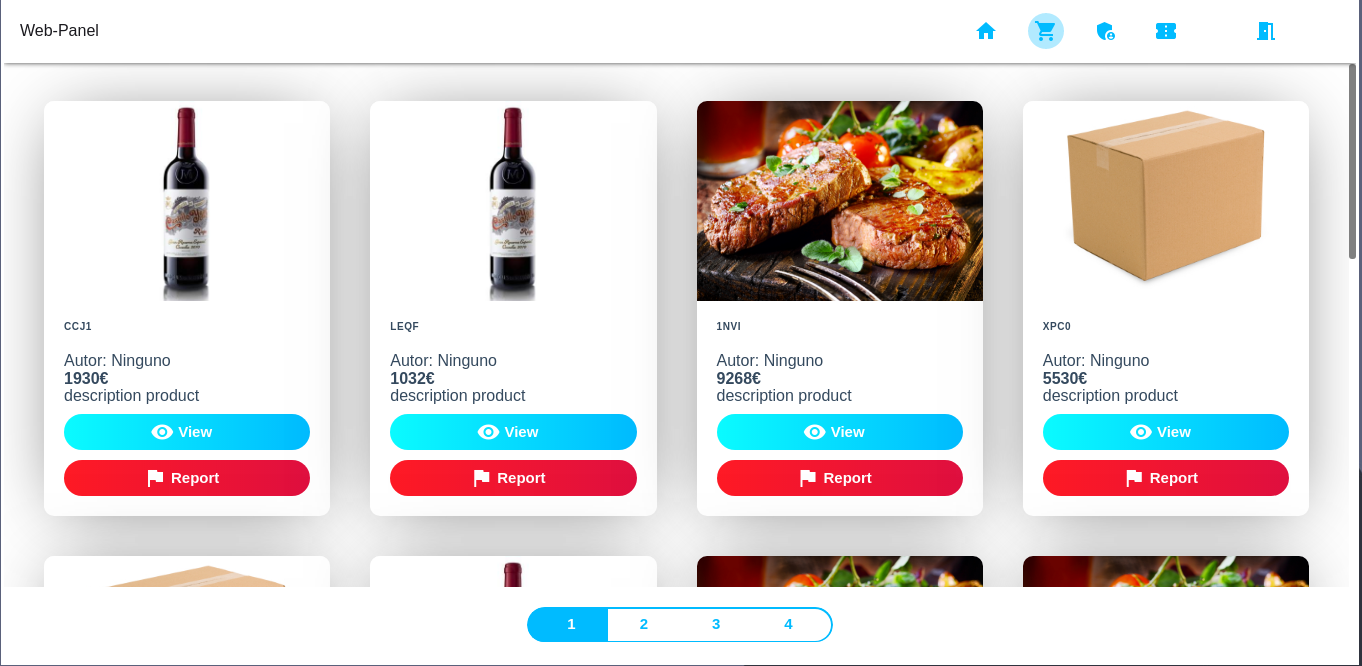 Web-Panel
CCJ1
Autor: Ninguno
1930€
description product
View
Report
LEQF
Autor: Ninguno
1032€
description product
View
Report
1NVI
Autor: Ninguno
9268€
description product
View
Report
XPC0
Autor: Ninguno
5530€
description product
View
Report
1 2 3 4